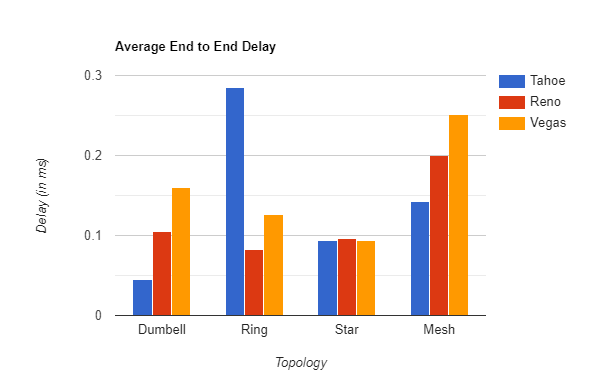 Average End to End Delay
Tahoe
Reno
Vegas
0.3
0.2
0.1
0
Delay (in ms)
Dumbell
Ring
Star
Mesh
Topology